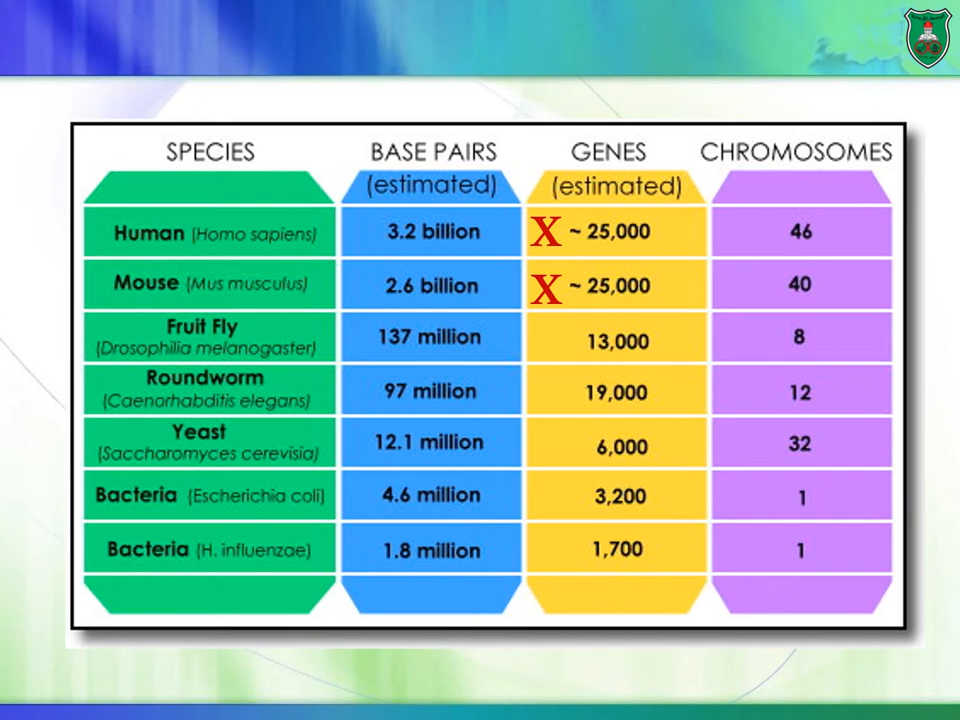 SPECIES BASE PAIRS GENES CHROMOSOMES
(estimated) (estimated)
Human (Homo sapiens) 3.2 billion X ~ 25,000 46
Mouse (Mus musculus) 2.6 billion X ~ 25,000 40
Fruit Fly
(Drosophilia melanogaster) 137 million 13,000 8
Roundworm
(Caenorhabditis elegans) 97 million 19,000 12
Yeast
(Saccharomyces cerevisia) 12.1 million 6,000 32
Bacteria (Escherichia coli) 4.6 million 3,200 1
Bacteria (H. influenzae) 1.8 million 1,700 1